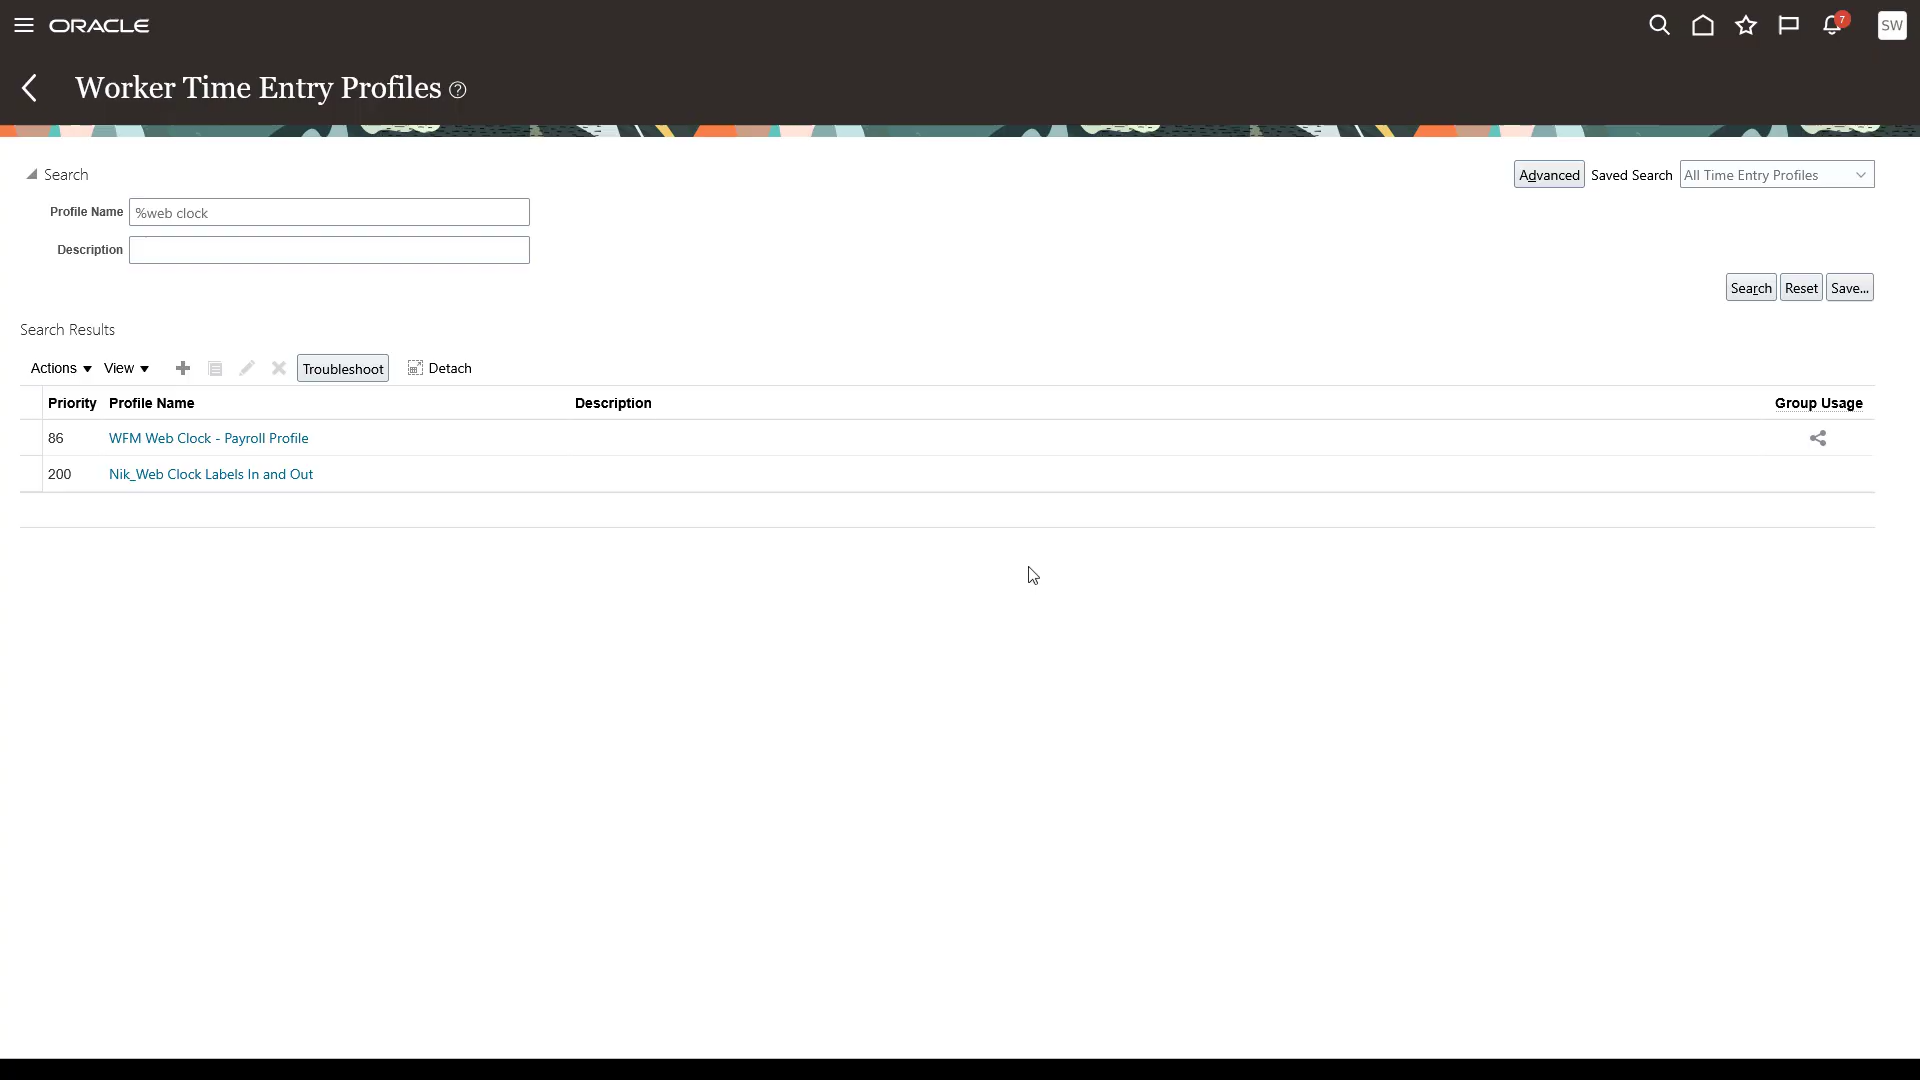 ORACLE
7
SW
Worker Time Entry Profiles
Search
Advanced Saved Search All Time Entry Profiles
Profile Name %web clock
Description
Search Reset Save...
Search Results
Actions View Troubleshoot Detach
Priority Profile Name Description Group Usage
86 WFM Web Clock - Payroll Profile
200 Nik_Web Clock Labels In and Out